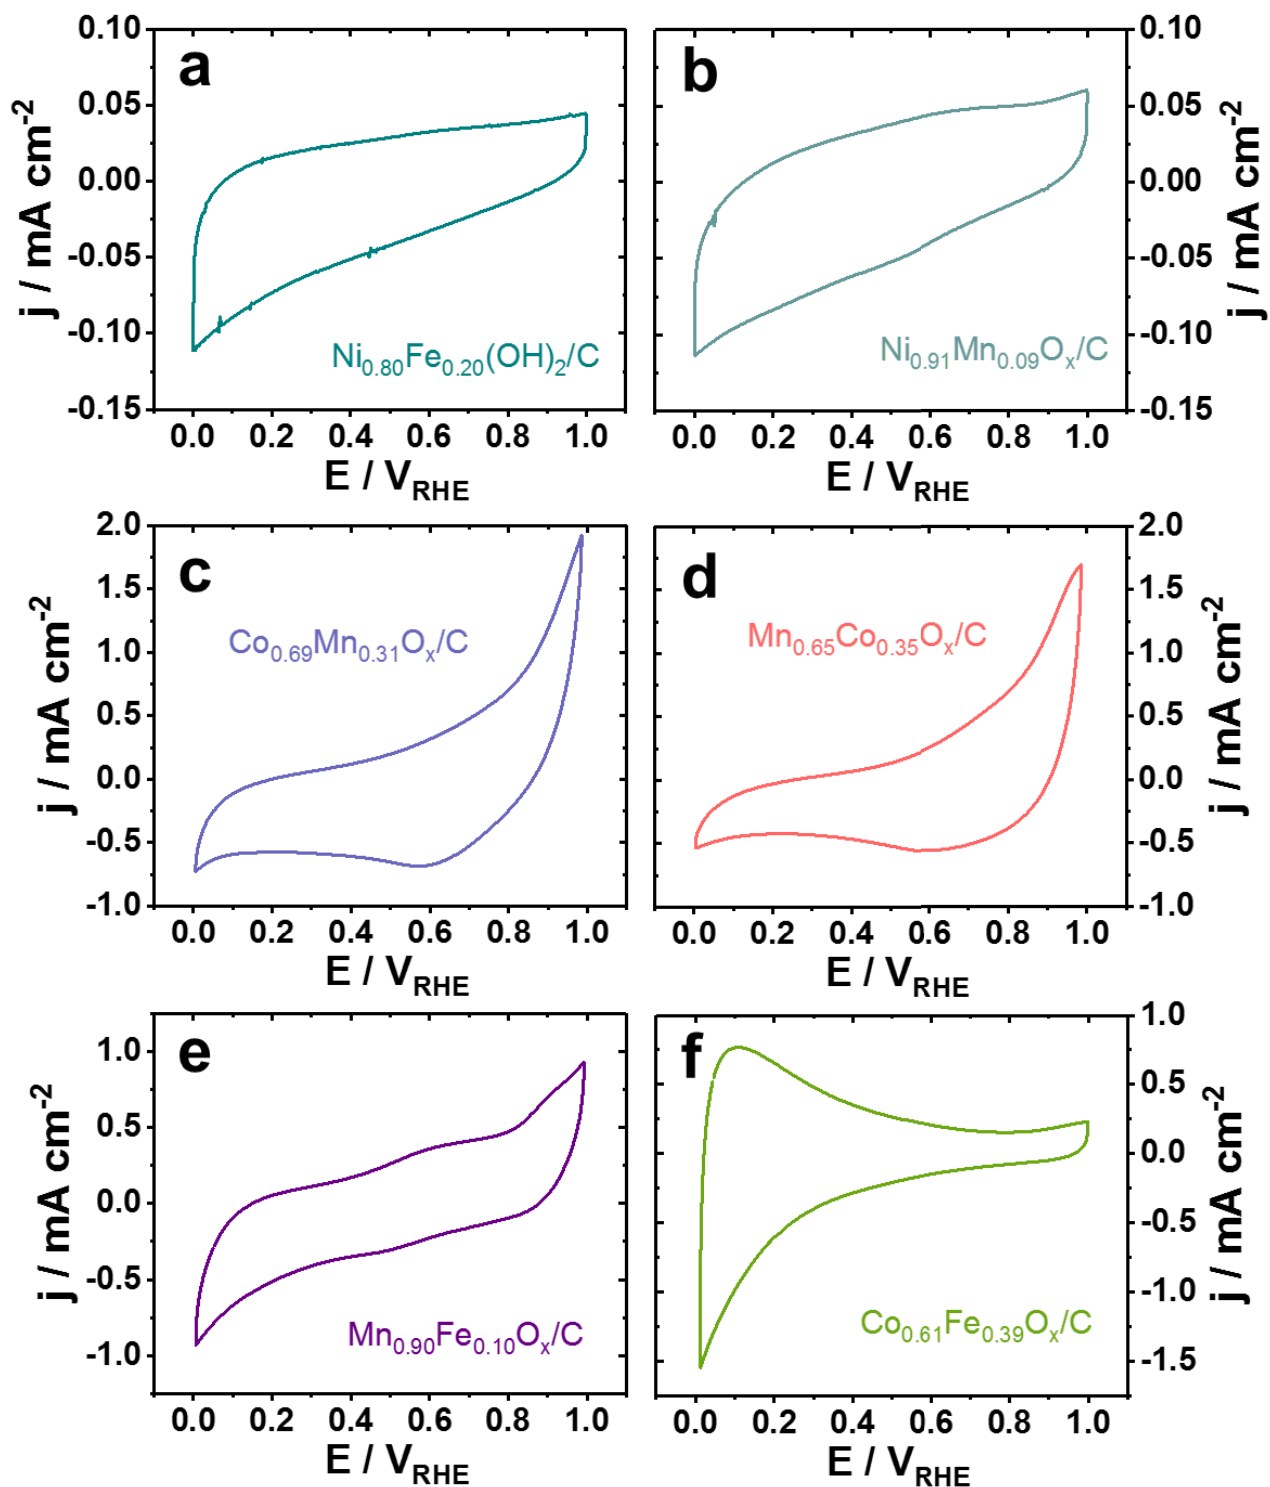 a
0.10
0.05
0.00
-0.05
-0.10
-0.15
j / mA cm-2
Ni0.80Fe0.20(OH)2/C
0.0 0.2 0.4 0.6 0.8 1.0
E / VRHE
b
0.10
0.05
0.00
-0.05
-0.10
-0.15
j / mA cm-2
Ni0.91Mn0.09Ox/C
0.0 0.2 0.4 0.6 0.8 1.0
E / VRHE
c
2.0
1.5
1.0
0.5
0.0
-0.5
-1.0
j / mA cm-2
Co0.69Mn0.31Ox/C
0.0 0.2 0.4 0.6 0.8 1.0
E / VRHE
d
2.0
1.5
1.0
0.5
0.0
-0.5
-1.0
j / mA cm-2
Mn0.65Co0.35Ox/C
0.0 0.2 0.4 0.6 0.8 1.0
E / VRHE
e
1.0
0.5
0.0
-0.5
-1.0
j / mA cm-2
Mn0.90Fe0.10Ox/C
0.0 0.2 0.4 0.6 0.8 1.0
E / VRHE
f
1.0
0.5
0.0
-0.5
-1.0
-1.5
j / mA cm-2
Co0.61Fe0.39Ox/C
0.0 0.2 0.4 0.6 0.8 1.0
E / VRHE